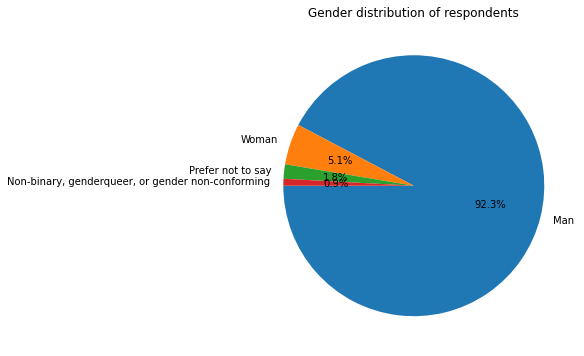 Gender distribution of respondents
Woman
5.1%
Prefer not to say
1.8%
Non-binary, genderqueer, or gender non-conforming
0.9%
92.3%
Man